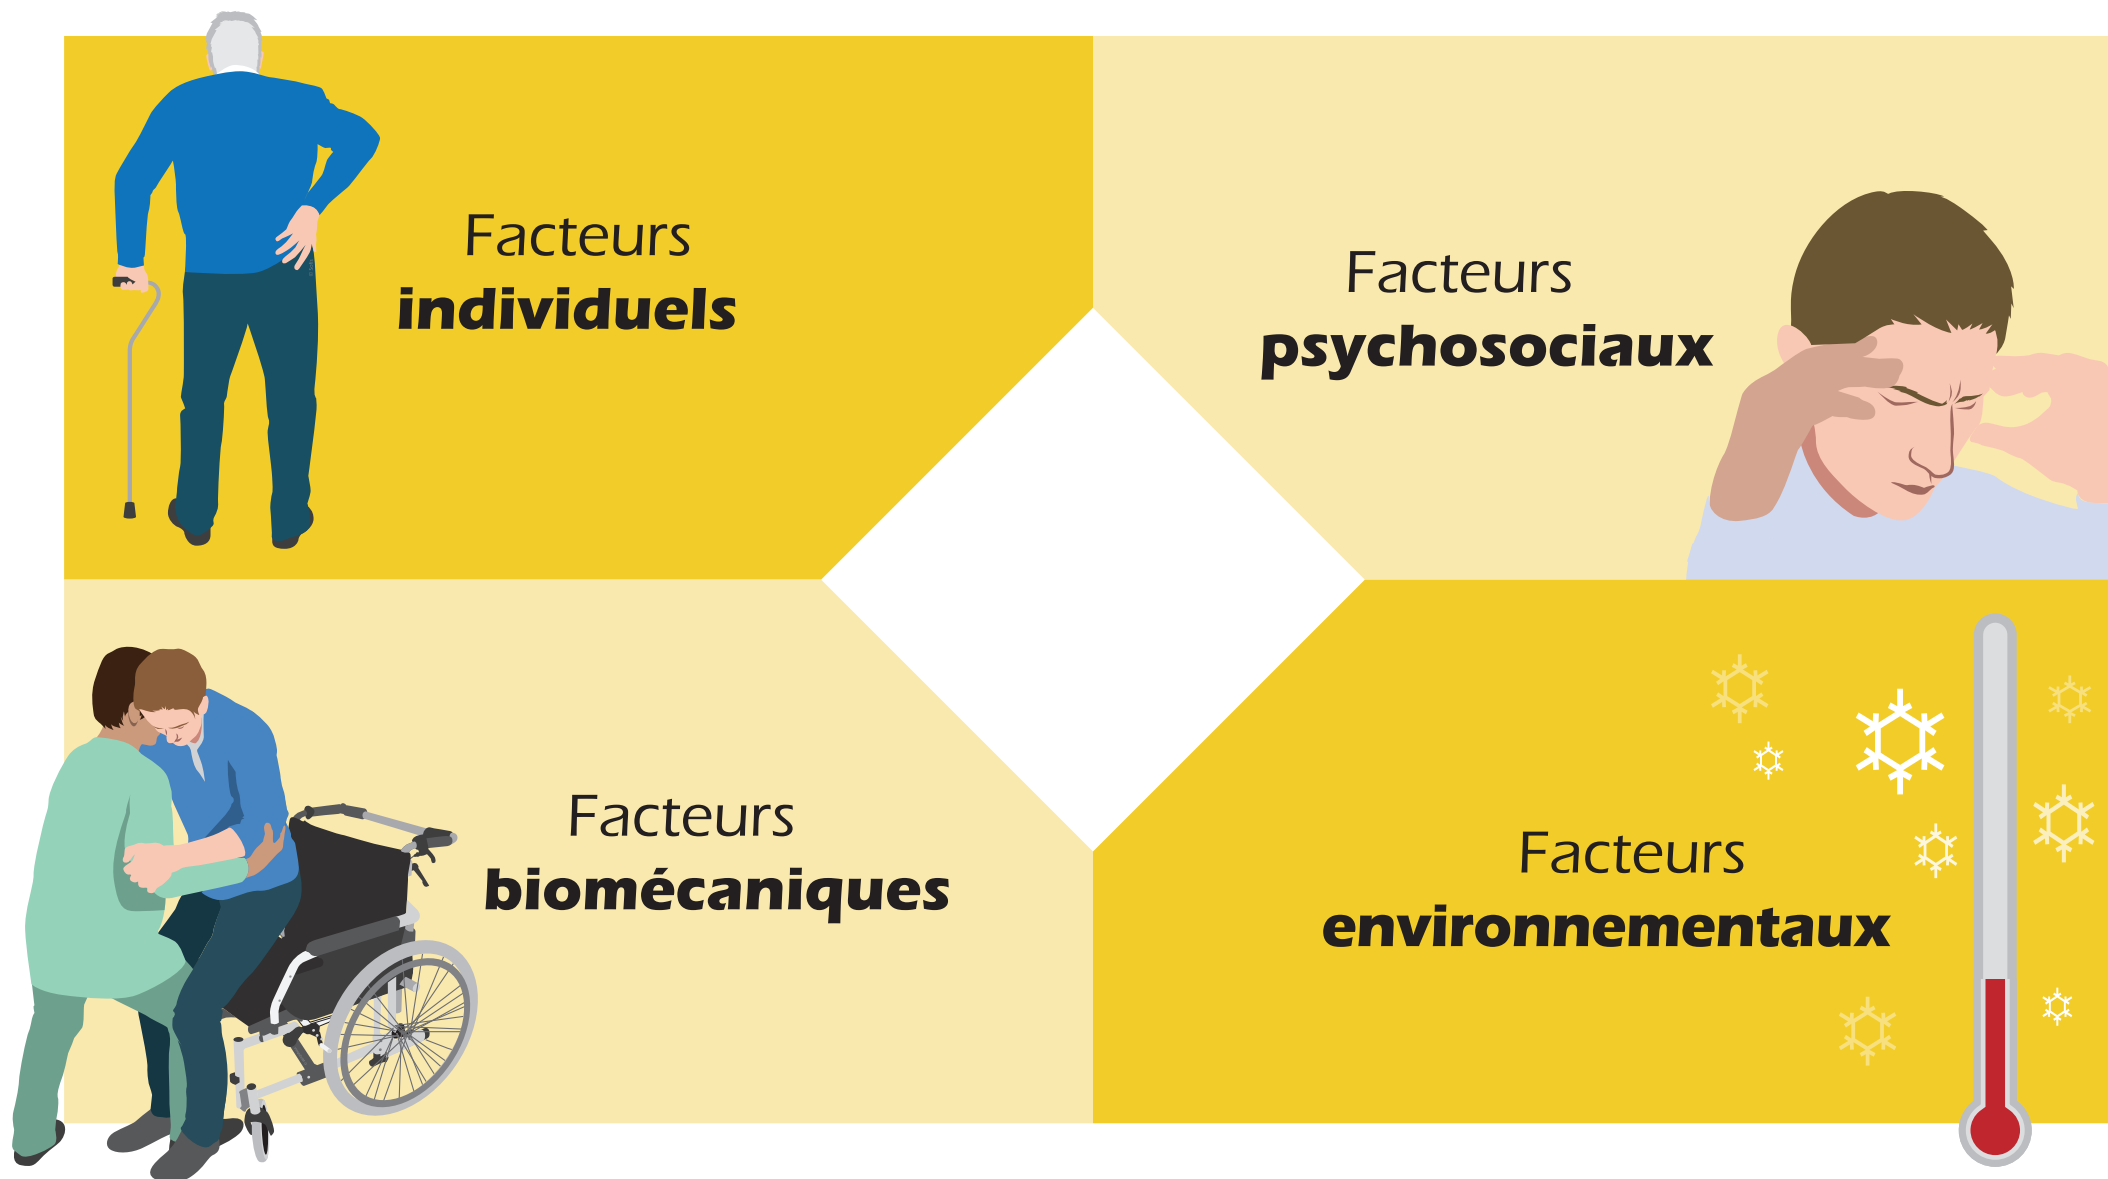 Facteurs
individuels
Facteurs
psychosociaux
Facteurs
biomécaniques
Facteurs
environnementaux